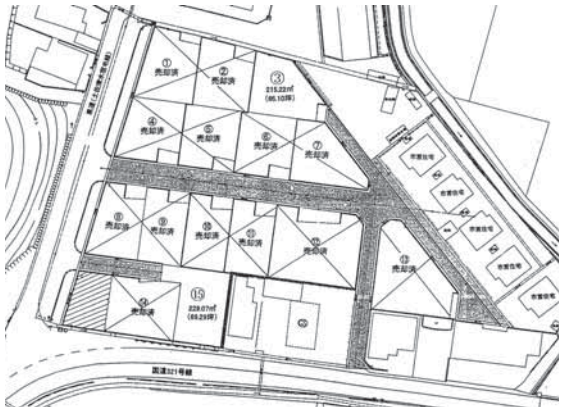 ①
売却済
②
売却済
③
215.22㎡
(65.10坪)
④
売却済
⑤
売却済
⑥
売却済
⑦
売却済
市営住宅
市営住宅
市営住宅
市営住宅
市営住宅
⑧
売却済
⑨
売却済
⑩
売却済
⑪
売却済
⑫
売却済
⑬
売却済
⑭
売却済
⑮
229.07㎡
(69.29坪)
国道321号線